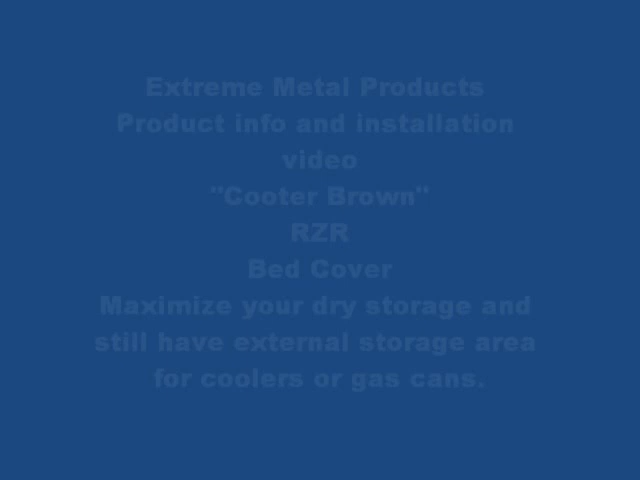 Extreme Metal Products
Product info and installation
video
"Cooter Brown"
RZR
Bed Cover
Maximize your dry storage and
still have external storage area
for coolers or gas cans.